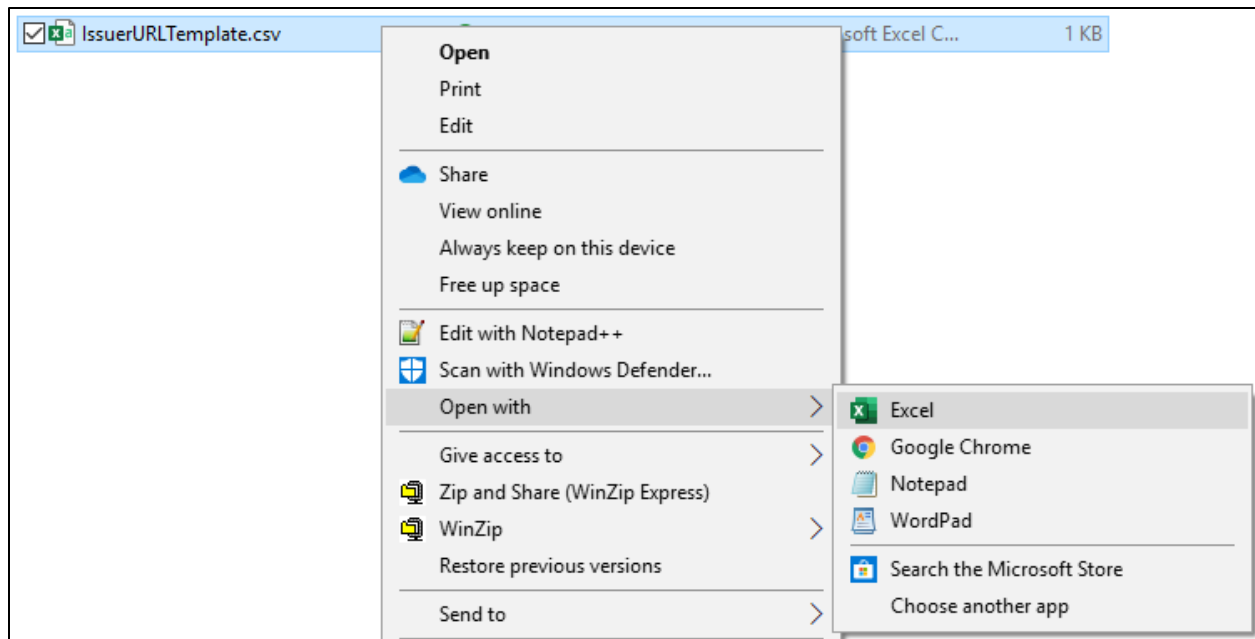 IssuerURLTemplate.csv
soft Excel C... 1 KB
Open
Print
Edit
Share
View online
Always keep on this device
Free up space
Edit with Notepad++
Scan with Windows Defender...
Open with
Give access to
Zip and Share (WinZip Express)
WinZip
Restore previous versions
Send to
Excel
Google Chrome
Notepad
WordPad
Search the Microsoft Store
Choose another app